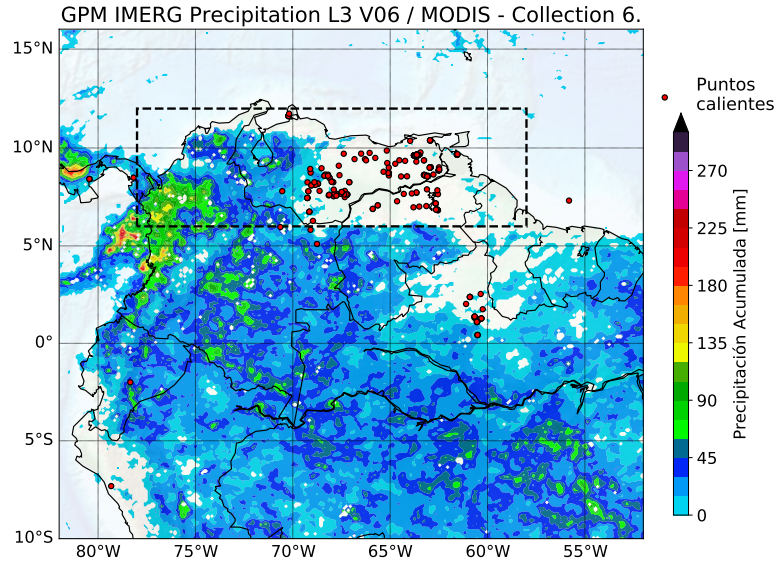 GPM IMERG Precipitation L3 V06 / MODIS - Collection 6.
15°N
10°N
5°N
0°
5°S
10°S
80°W
75°W
70°W
65°W
60°W
55°W
Puntos
calientes
270
225
180
135
90
45
0
Precipitación Acumulada [mm]